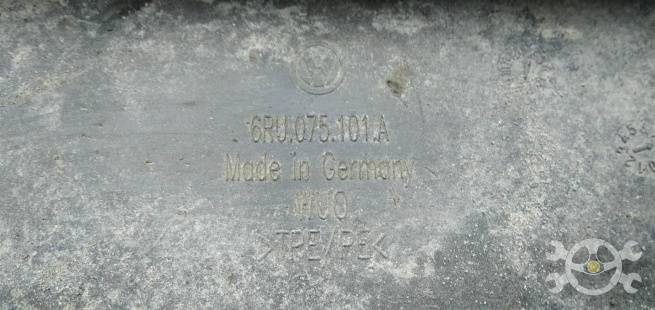 6RU.075.101.A
Made in Germany
>TPE/PE<